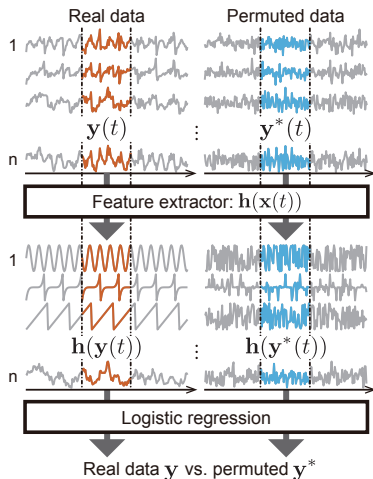 Real data Permuted data
1
y(t) ⋮ y*(t)
n
Feature extractor: h(x(t))
1
h(y(t)) ⋮ h(y*(t))
n
Logistic regression
Real data y vs. permuted y*